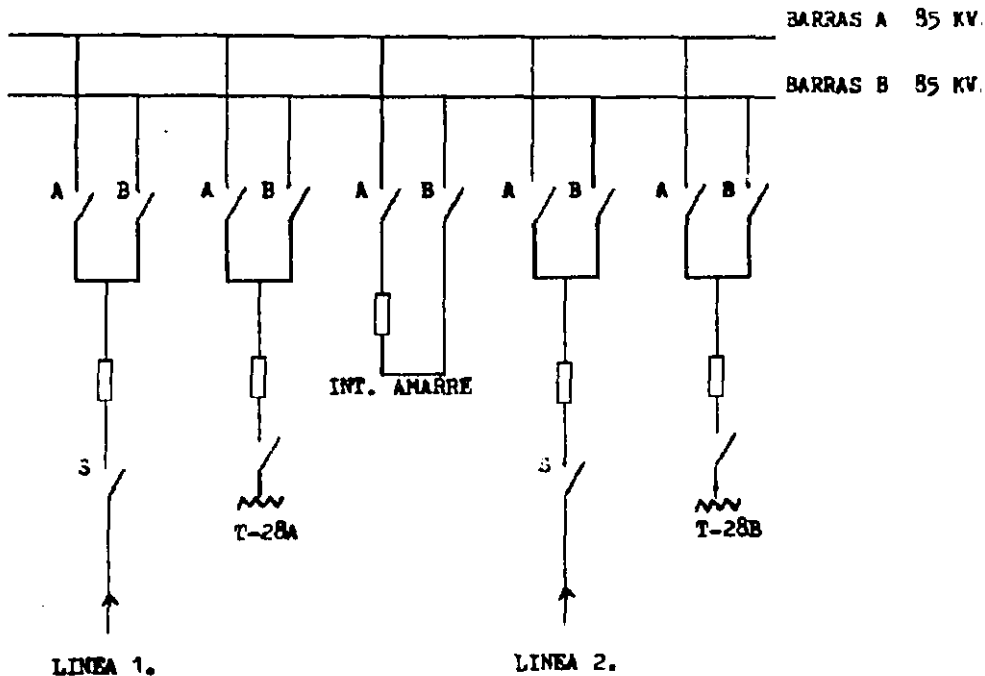 BARRAS A 85 KV.
BARRAS B 85 KV.
A B A B A B A B A B
INT. AMARRE
S S
T-28A T-28B
LINEA 1. LINEA 2.